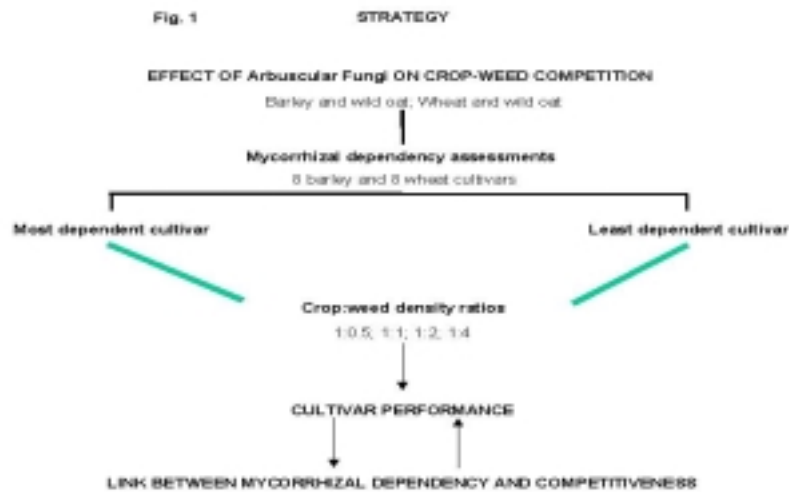 Fig. 1 STRATEGY
EFFECT OF Arbuscular Fungi ON CROP-WEED COMPETITION
Barley and wild oat; Wheat and wild oat
Mycorrhizal dependency assessments
8 barley and 8 wheat cultivars
Most dependent cultivar Least dependent cultivar
Crop:weed density ratios
1:0.5; 1:1; 1:2; 1:4
CULTIVAR PERFORMANCE
LINK BETWEEN MYCORRHIZAL DEPENDENCY AND COMPETITIVENESS